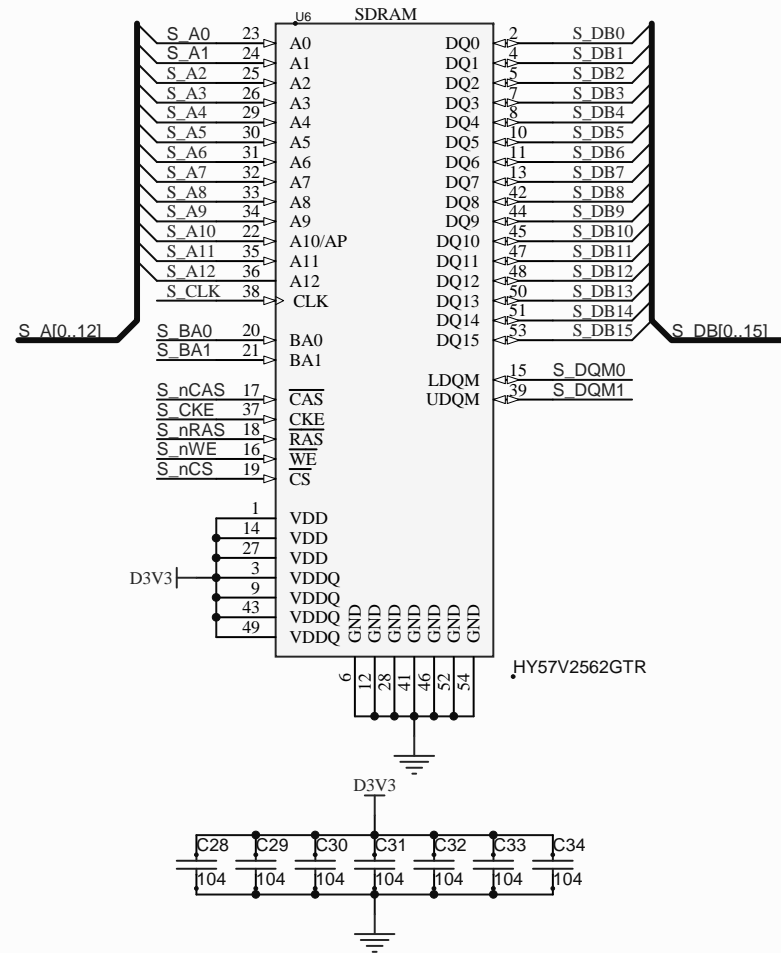 U6 SDRAM
S_A0 23 A0 DQ0 2 S_DB0
S_A1 24 A1 DQ1 4 S_DB1
S_A2 25 A2 DQ2 5 S_DB2
S_A3 26 A3 DQ3 7 S_DB3
S_A4 29 A4 DQ4 8 S_DB4
S_A5 30 A5 DQ5 10 S_DB5
S_A6 31 A6 DQ6 11 S_DB6
S_A7 32 A7 DQ7 13 S_DB7
S_A8 33 A8 DQ8 42 S_DB8
S_A9 34 A9 DQ9 44 S_DB9
S_A10 22 A10/AP DQ10 45 S_DB10
S_A11 35 A11 DQ11 47 S_DB11
S_A12 36 A12 DQ12 48 S_DB12
S_CLK 38 CLK DQ13 50 S_DB13
DQ14 51 S_DB14
S_A[0..12] S_BA0 20 BA0 DQ15 53 S_DB15 S_DB[0..15]
S_BA1 21 BA1
LDQM 15 S_DQM0
S_nCAS 17 CAS UDQM 39 S_DQM1
S_CKE 37 CKE
S_nRAS 18 RAS
S_nWE 16 WE
S_nCS 19 CS
1 VDD
14 VDD
27 VDD
D3V3 3 VDDQ
9 VDDQ
43 VDDQ
49 VDDQ
GND GND GND GND GND GND GND
6 12 28 41 46 52 54
HY57V2562GTR
D3V3
C28 C29 C30 C31 C32 C33 C34
104 104 104 104 104 104 104